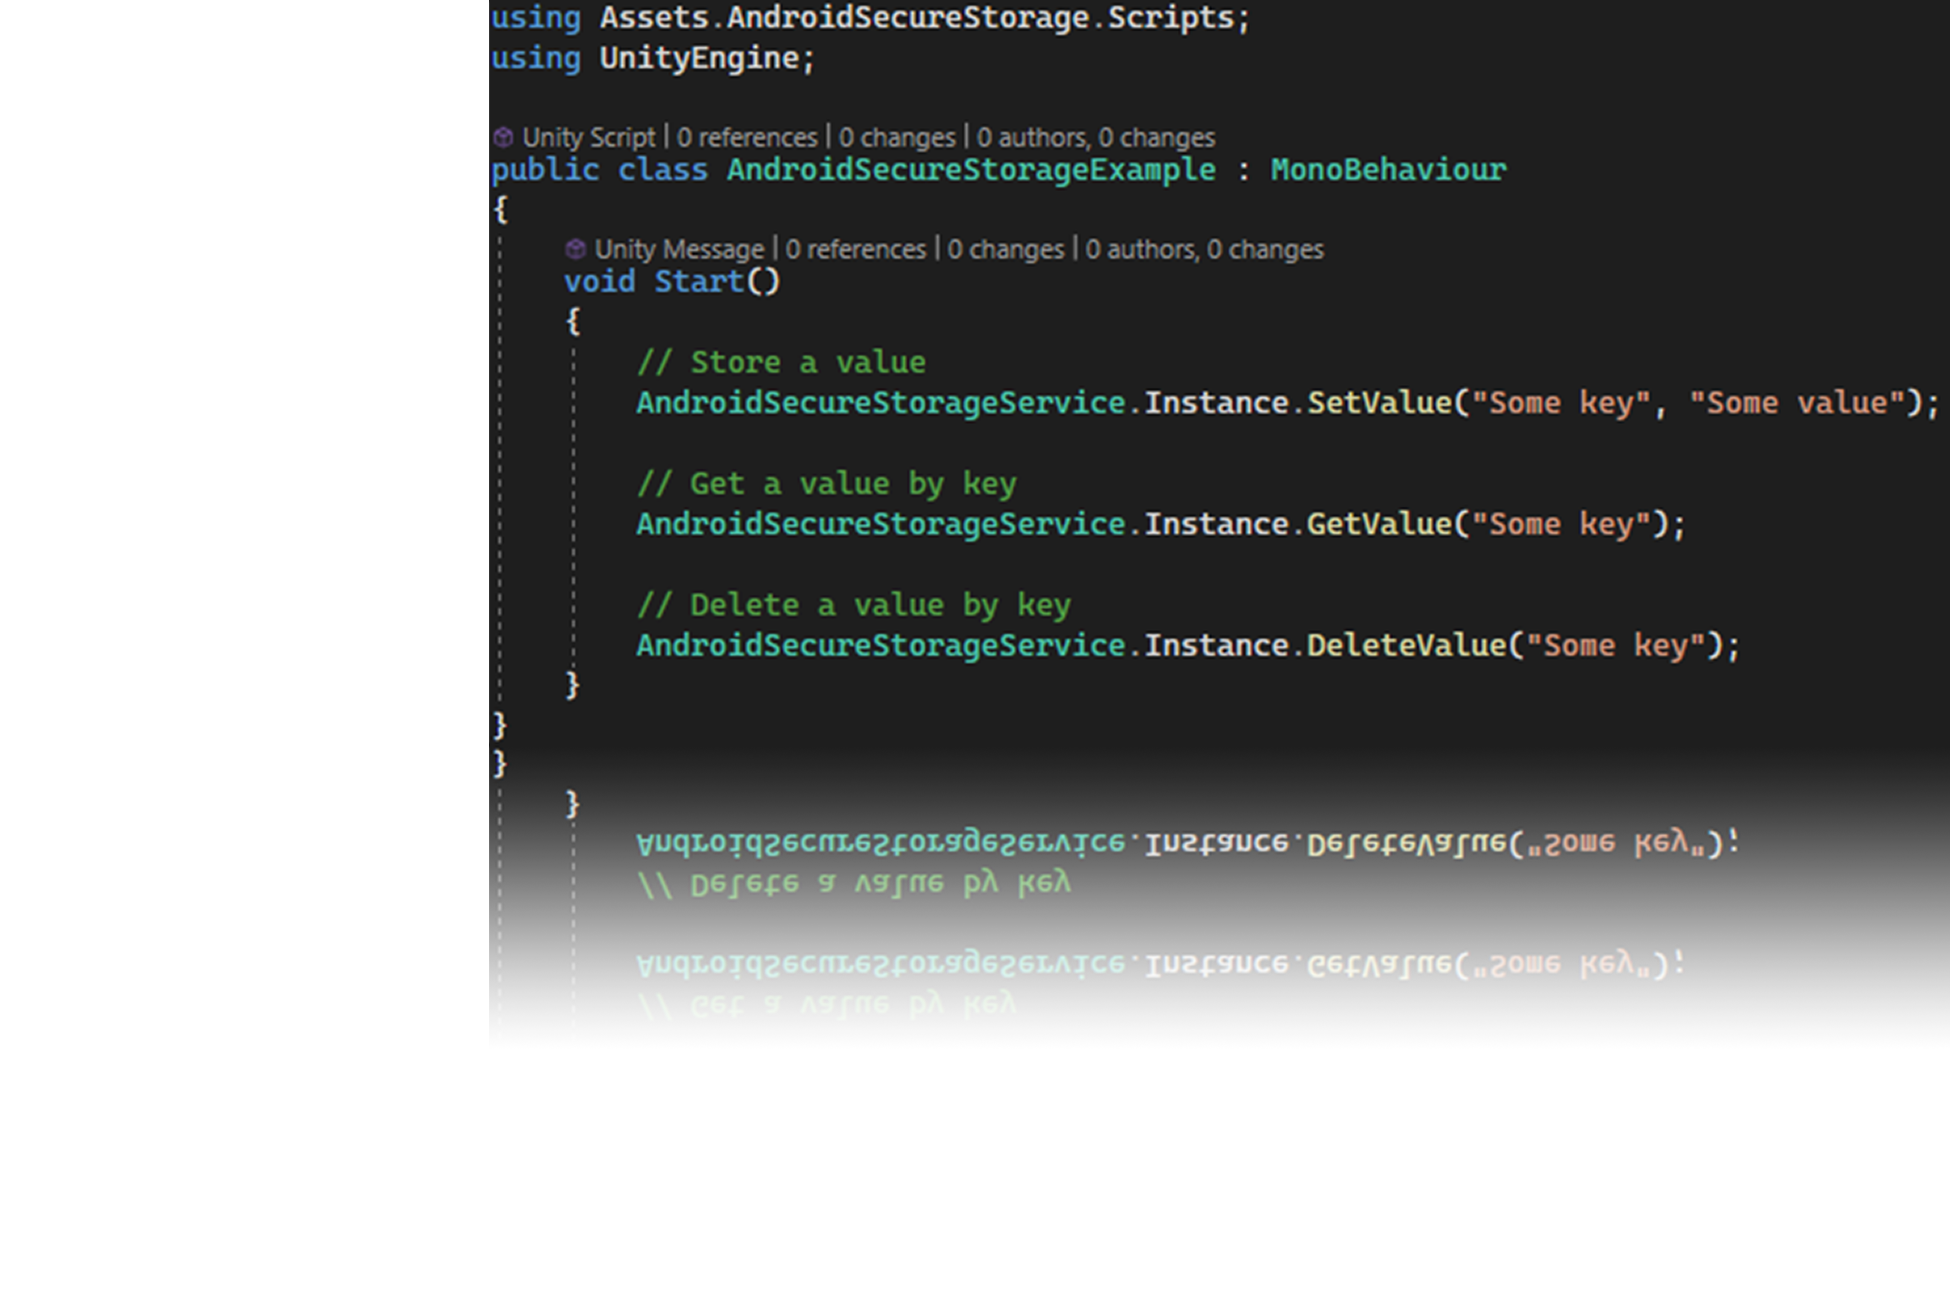 using Assets.AndroidSecureStorage.Scripts;
using UnityEngine;
Unity Script | 0 references | 0 changes | 0 authors, 0 changes
public class AndroidSecureStorageExample : MonoBehaviour
{
Unity Message | 0 references | 0 changes | 0 authors, 0 changes
void Start()
{
// Store a value
AndroidSecureStorageService.Instance.SetValue("Some key", "Some value");
// Get a value by key
AndroidSecureStorageService.Instance.GetValue("Some key");
// Delete a value by key
AndroidSecureStorageService.Instance.DeleteValue("Some key");
}
}
}
}
AndroidSecureStorageService.Instance.DeleteValue("Some key");
// Delete a value by key
AndroidSecureStorageService.Instance.GetValue("Some key");
// Get a value by key